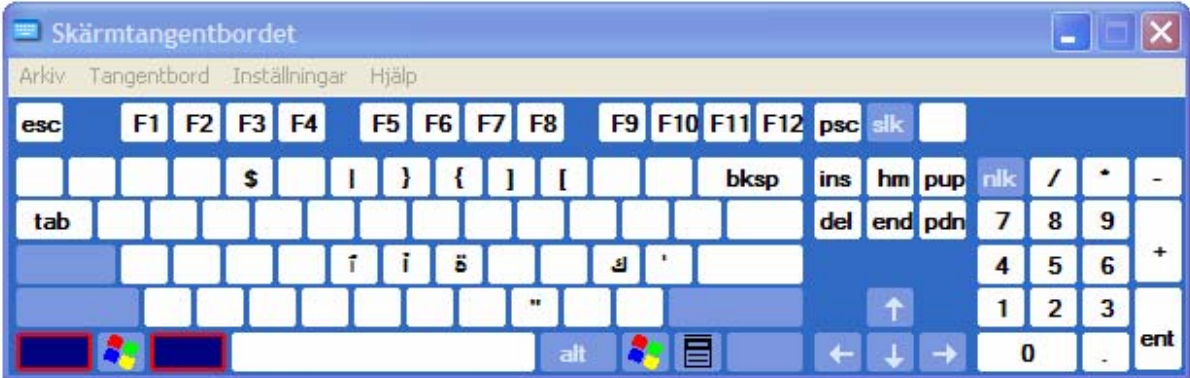 Skärmtangentbordet
Arkiv Tangentbord Inställningar Hjälp
esc F1 F2 F3 F4 F5 F6 F7 F8 F9 F10 F11 F12 psc slk
$ | } { ] [ bksp ins hm pup nlk / * -
tab del end pdn 7 8 9 +
آ أ ة ك ' 4 5 6
" ↑ 1 2 3 ent
alt ← ↓ → 0 .